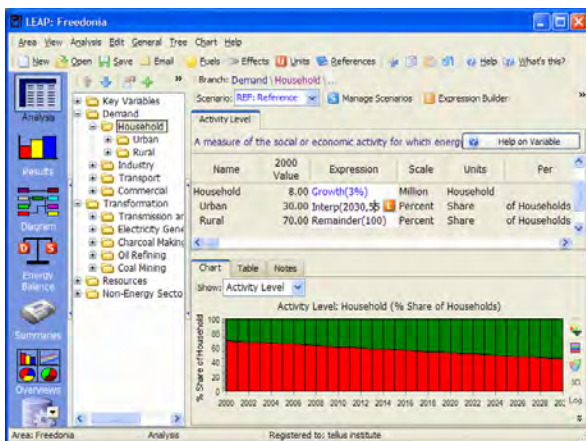 LEAP: Freedonia
Area View Analysis Edit General Tree Chart Help
New Open Save Email Fuels Effects Units References Help What's this?
Analysis
Results
Diagram
Energy
Balance
Summaries
Overviews
Key Variables
Demand
Household
Urban
Rural
Industry
Transport
Commercial
Transformation
Transmission ar
Electricity Gene
Charcoal Making
Oil Refining
Coal Mining
Resources
Non-Energy Secto
Branch: Demand \ Household \ ...
Scenario: REF: Reference Manage Scenarios Expression Builder
Activity Level
A measure of the social or economic activity for which energ Help on Variable
Name 2000 Value Expression Scale Units Per
Household 8.00 Growth(3%) Million Household
Urban 30.00 Interp(2030,55 Percent Share of Households
Rural 70.00 Remainder(100) Percent Share of Households
Chart Table Notes
Show: Activity Level
Activity Level: Household (% Share of Households)
% Share of Household
100
80
60
40
20
0
2000 2002 2004 2006 2008 2010 2012 2014 2016 2018 2020 2022 2024 2026 2028
3D
Log
Area: Freedonia Analysis Registered to: tellus institute